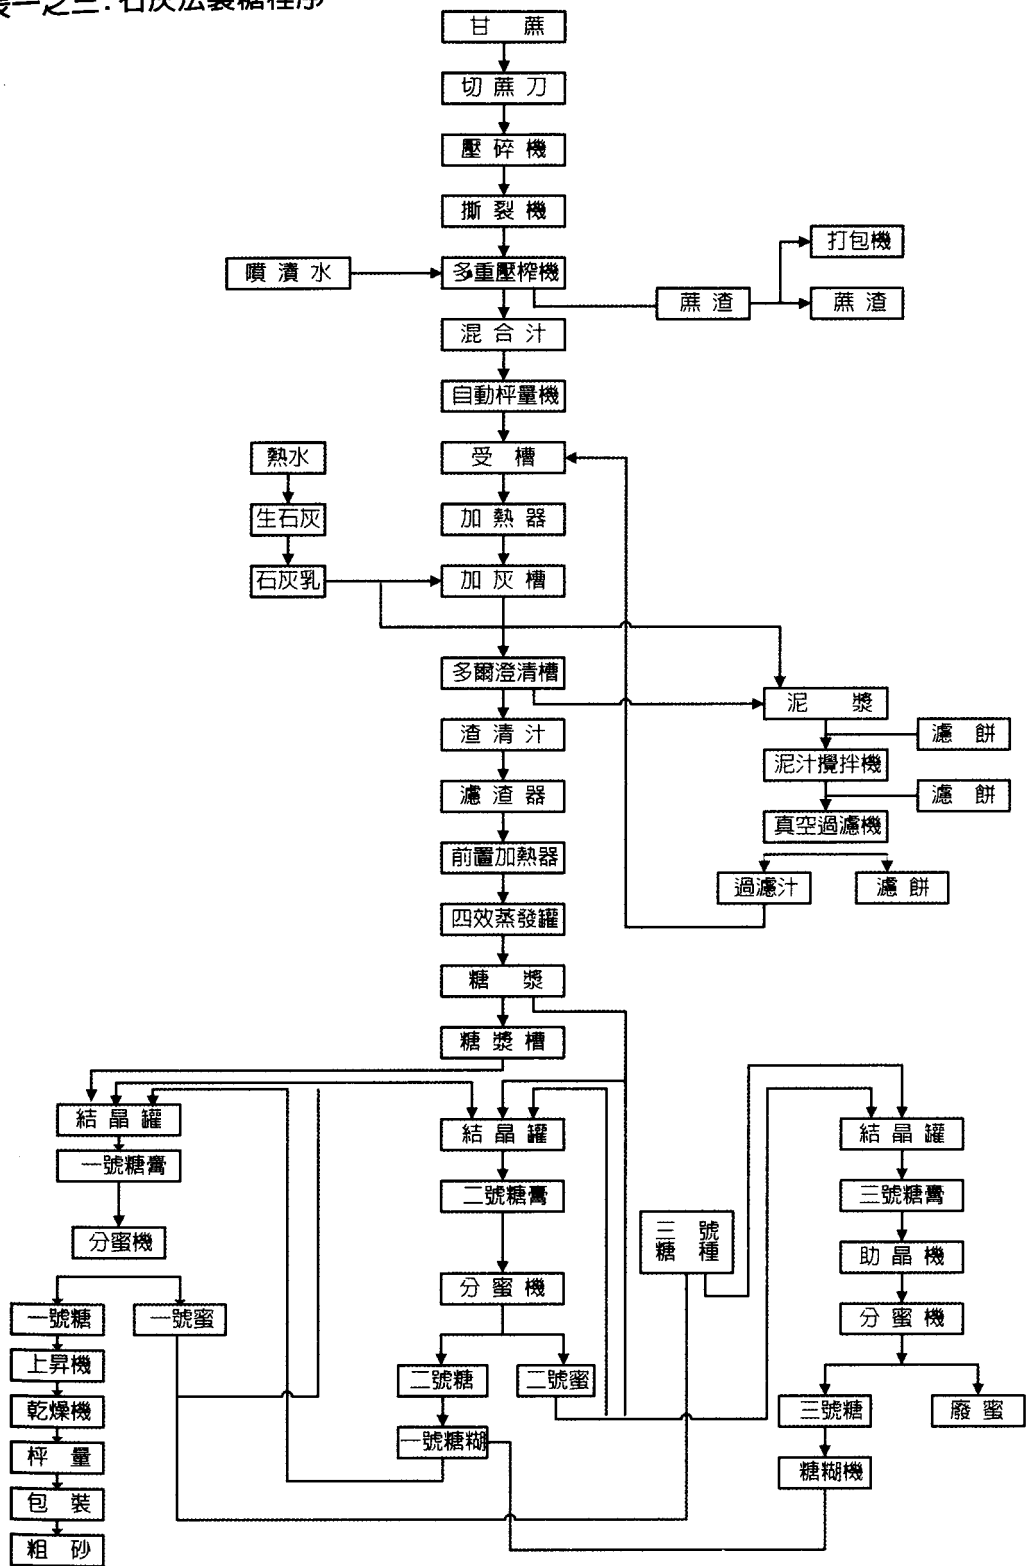 表一之三:石灰法製糖程序
甘 蔗
切 蔗 刀
壓 碎 機
撕 裂 機
打包機
噴 漬 水
多重壓榨機
蔗 渣
蔗 渣
混 合 汁
自動枰量機
熱水
受 槽
生石灰
加 熱 器
石灰乳
加 灰 槽
多爾澄清槽
泥 漿
渣 清 汁
濾 餅
泥汁攪拌機
濾 渣 器
濾 餅
真空過濾機
前置加熱器
過濾汁
濾 餅
四效蒸發罐
糖 漿
糖 漿 槽
結 晶 罐
結 晶 罐
結 晶 罐
一號糖膏
二號糖膏
三號糖膏
分蜜機
三 號
糖 種
助 晶 機
分 蜜 機
一號糖
一號蜜
分 蜜 機
上昇機
二號糖
二號蜜
乾燥機
三號糖
廢 蜜
枰 量
一號糖糊
糖糊機
包 裝
粗 砂